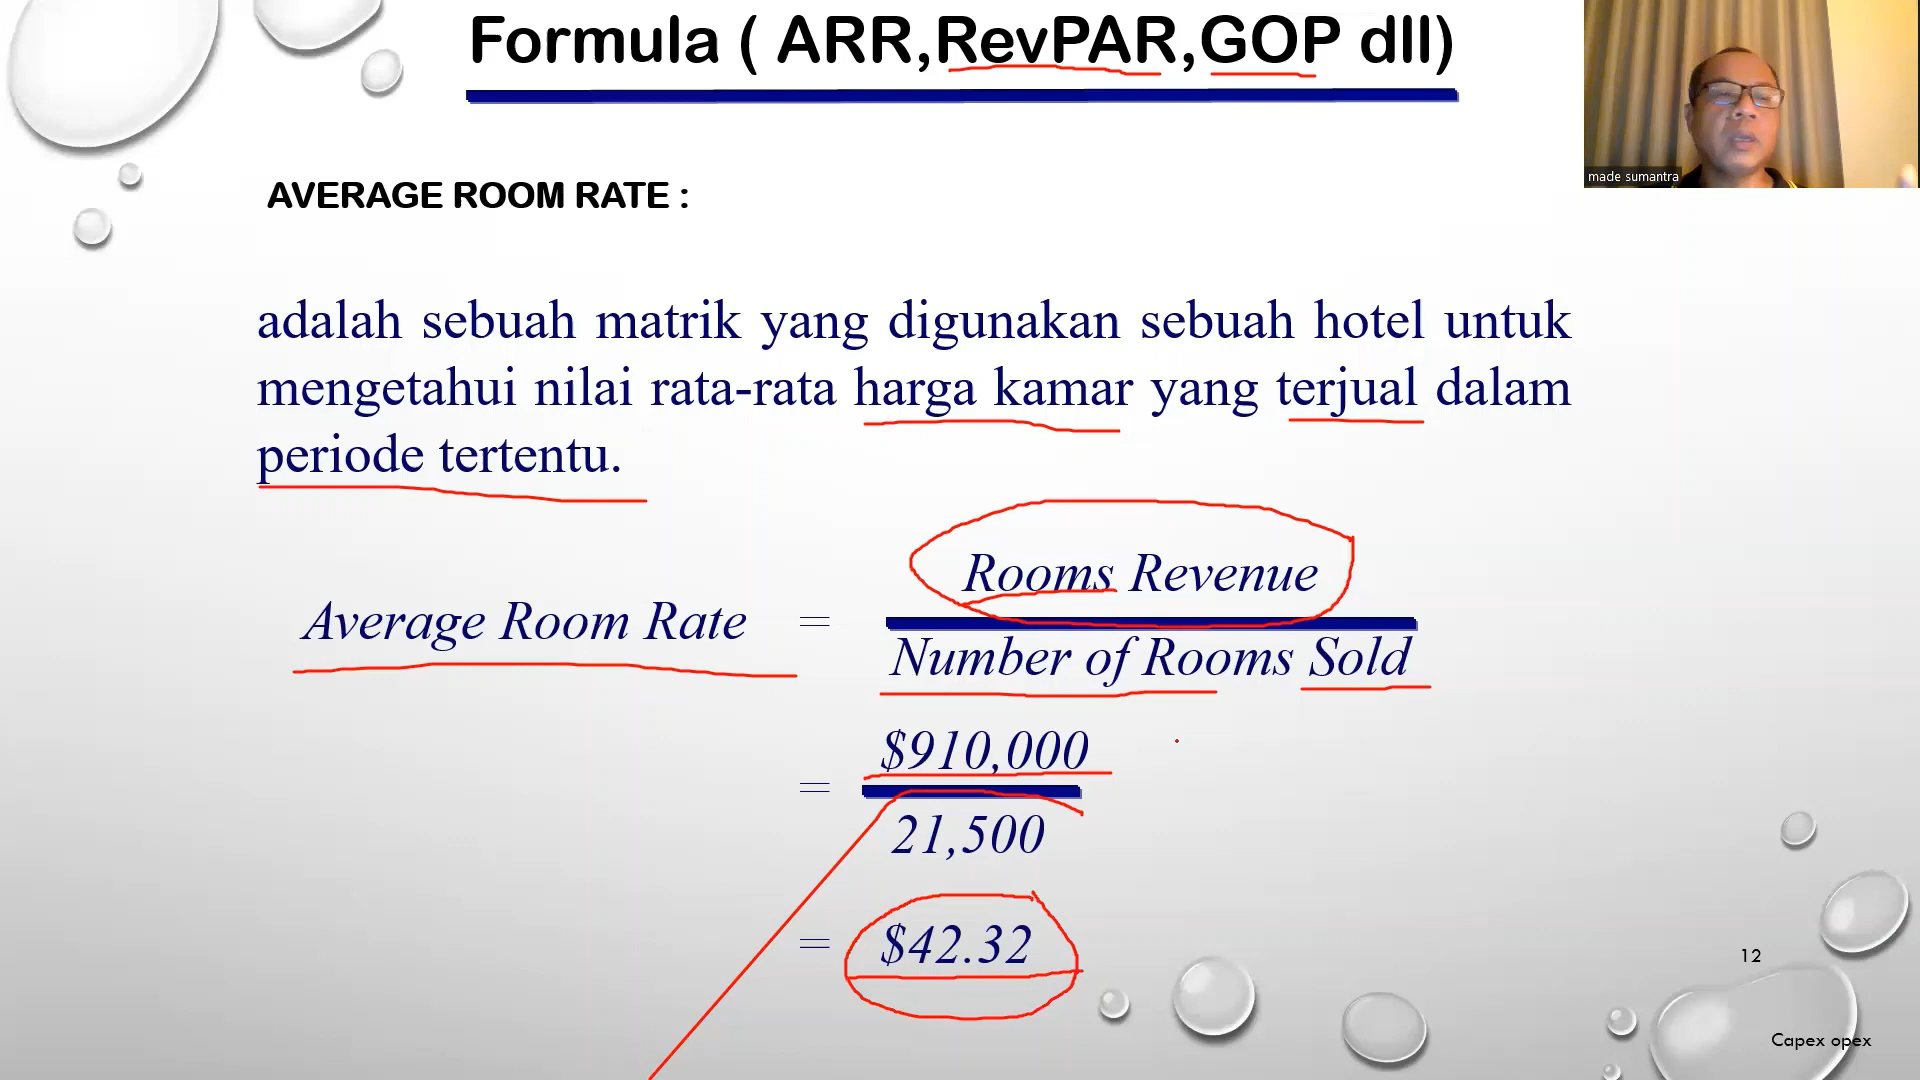 Formula ( ARR,RevPAR,GOP dll)
made sumantra
AVERAGE ROOM RATE :
adalah sebuah matrik yang digunakan sebuah hotel untuk
mengetahui nilai rata-rata harga kamar yang terjual dalam
periode tertentu.
Rooms Revenue
Average Room Rate =
Number of Rooms Sold
$910,000
=
21,500
= $42.32
12
Capex opex